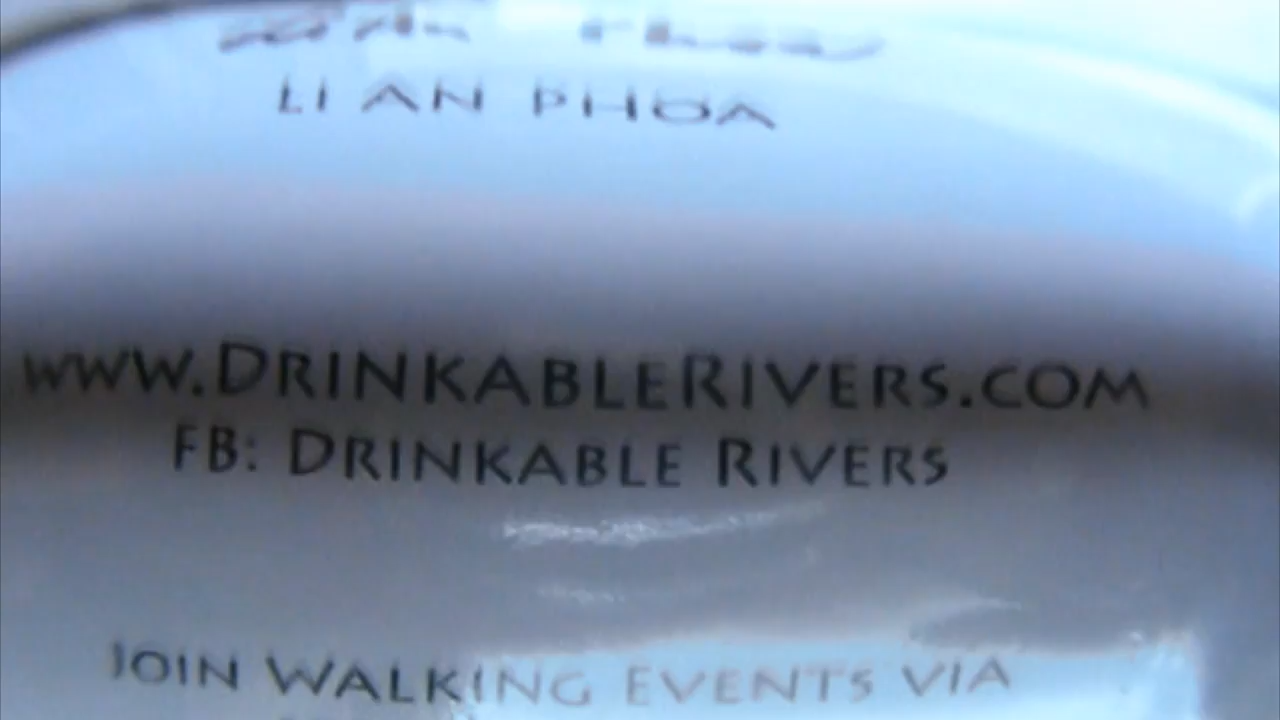 LI AN PHOA
WWW.DRINKABLERIVERS.COM
FB: DRINKABLE RIVERS
JOIN WALKING EVENTS VIA